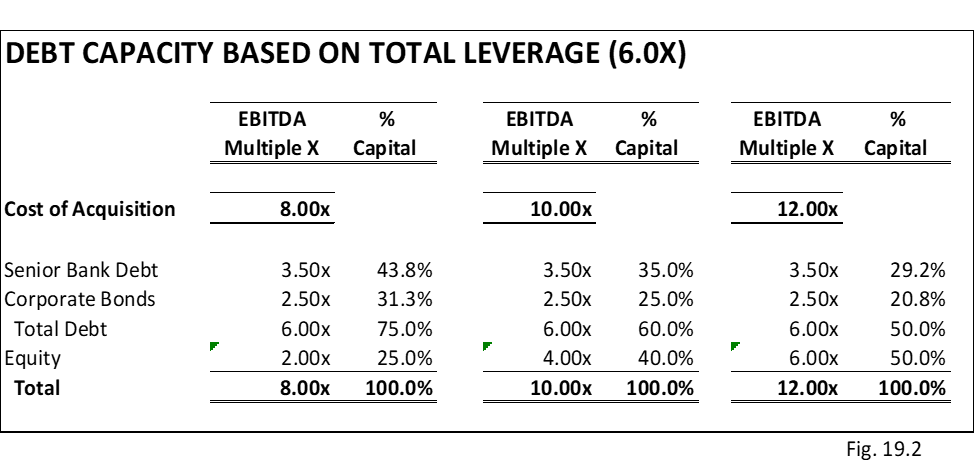 DEBT CAPACITY BASED ON TOTAL LEVERAGE (6.0X)
EBITDA % EBITDA % EBITDA %
Multiple X Capital Multiple X Capital Multiple X Capital
Cost of Acquisition 8.00x 10.00x 12.00x
Senior Bank Debt 3.50x 43.8% 3.50x 35.0% 3.50x 29.2%
Corporate Bonds 2.50x 31.3% 2.50x 25.0% 2.50x 20.8%
Total Debt 6.00x 75.0% 6.00x 60.0% 6.00x 50.0%
Equity 2.00x 25.0% 4.00x 40.0% 6.00x 50.0%
Total 8.00x 100.0% 10.00x 100.0% 12.00x 100.0%
Fig. 19.2